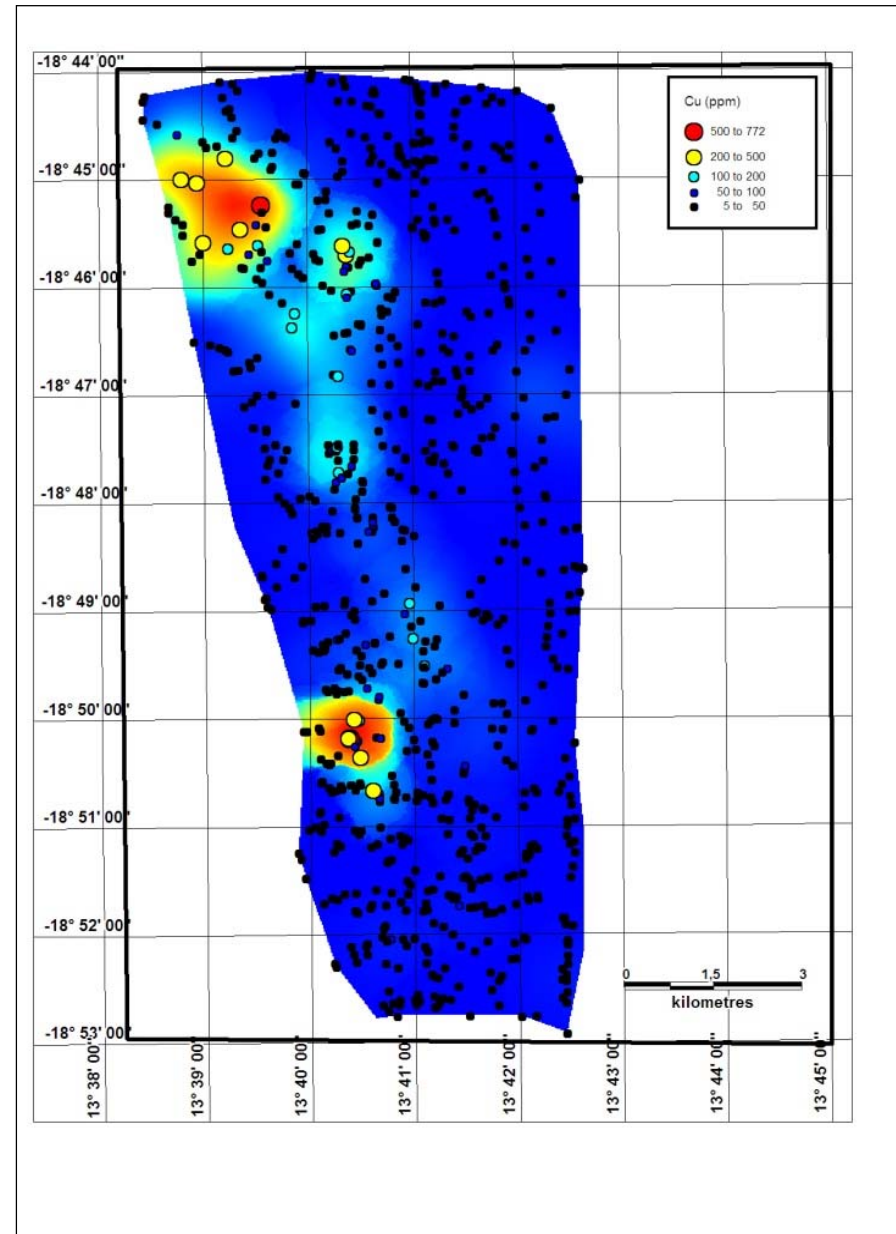 -18° 44' 00"
Cu (ppm)
500 to 772
200 to 500
100 to 200
50 to 100
5 to 50
-18° 45' 00"
-18° 46' 00"
-18° 47' 00"
-18° 48' 00"
-18° 49' 00"
-18° 50' 00"
-18° 51' 00"
-18° 52' 00"
0 1,5 3
kilometres
-18° 53' 00"
13° 38' 00"
13° 39' 00"
13° 40' 00"
13° 41' 00"
13° 42' 00"
13° 43' 00"
13° 44' 00"
13° 45' 00"